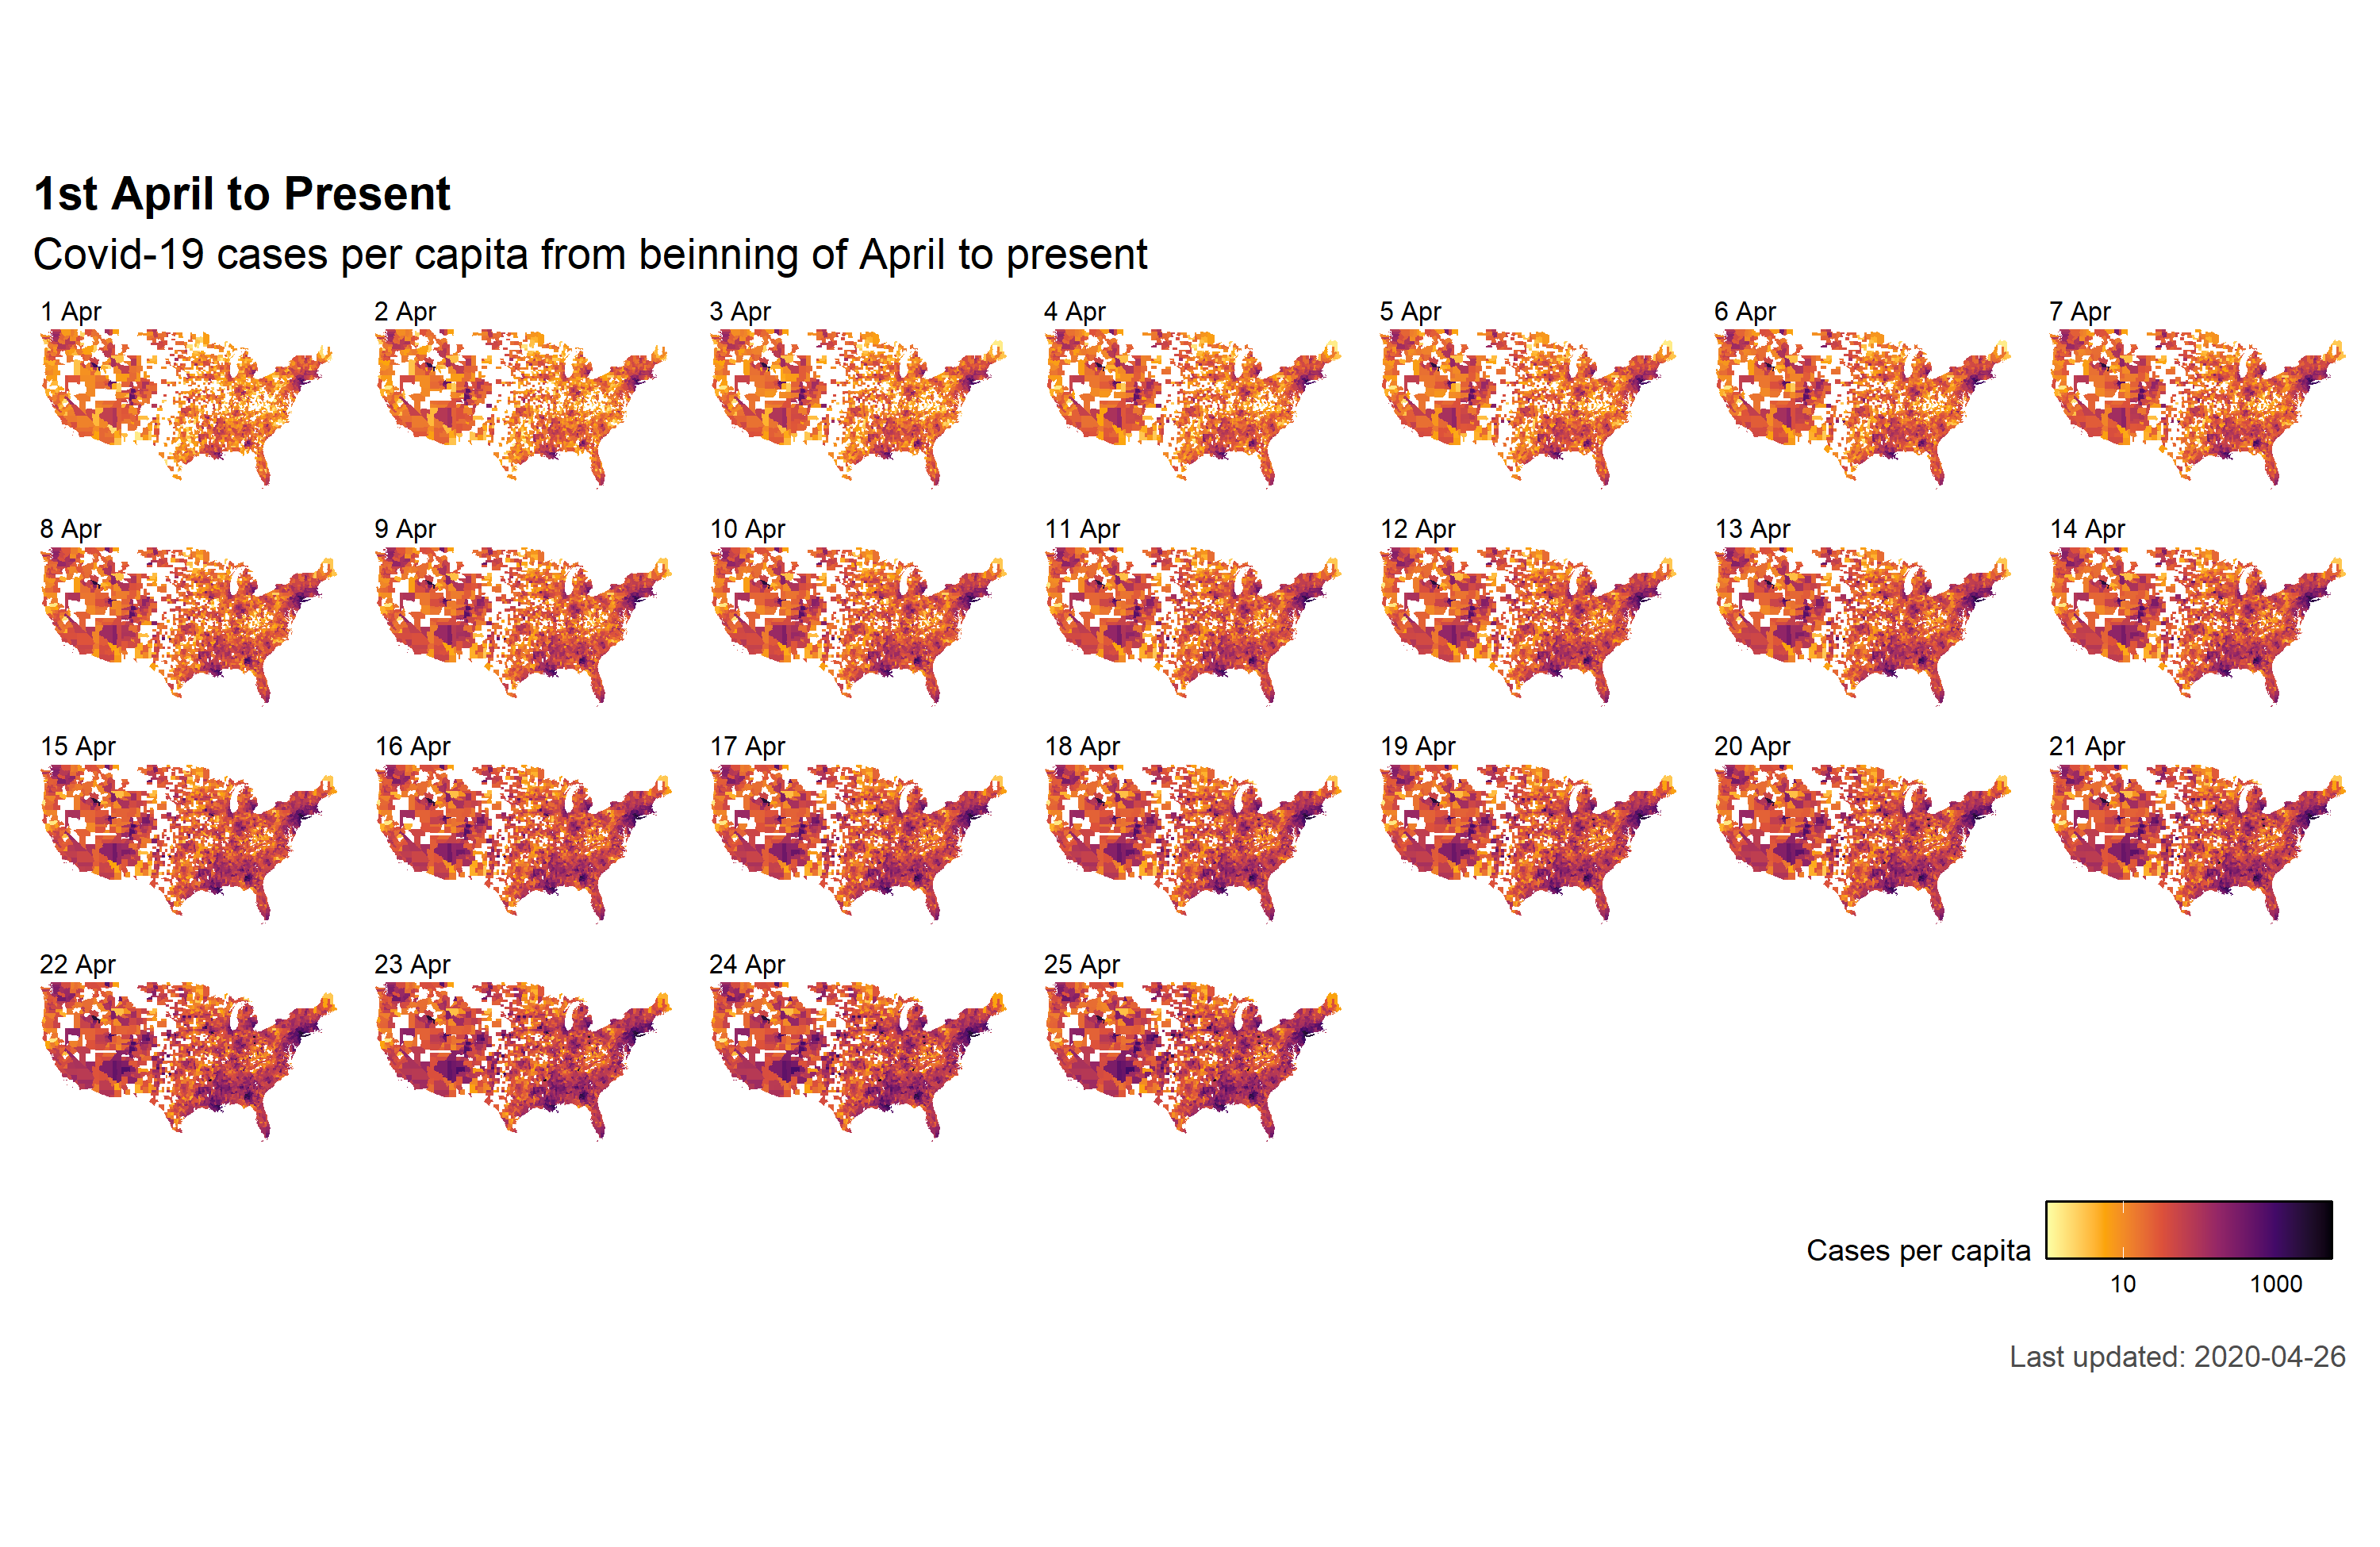 1st April to Present
Covid-19 cases per capita from beinning of April to present
1 Apr
2 Apr
3 Apr
4 Apr
5 Apr
6 Apr
7 Apr
8 Apr
9 Apr
10 Apr
11 Apr
12 Apr
13 Apr
14 Apr
15 Apr
16 Apr
17 Apr
18 Apr
19 Apr
20 Apr
21 Apr
22 Apr
23 Apr
24 Apr
25 Apr
Cases per capita
10
1000
Last updated: 2020-04-26